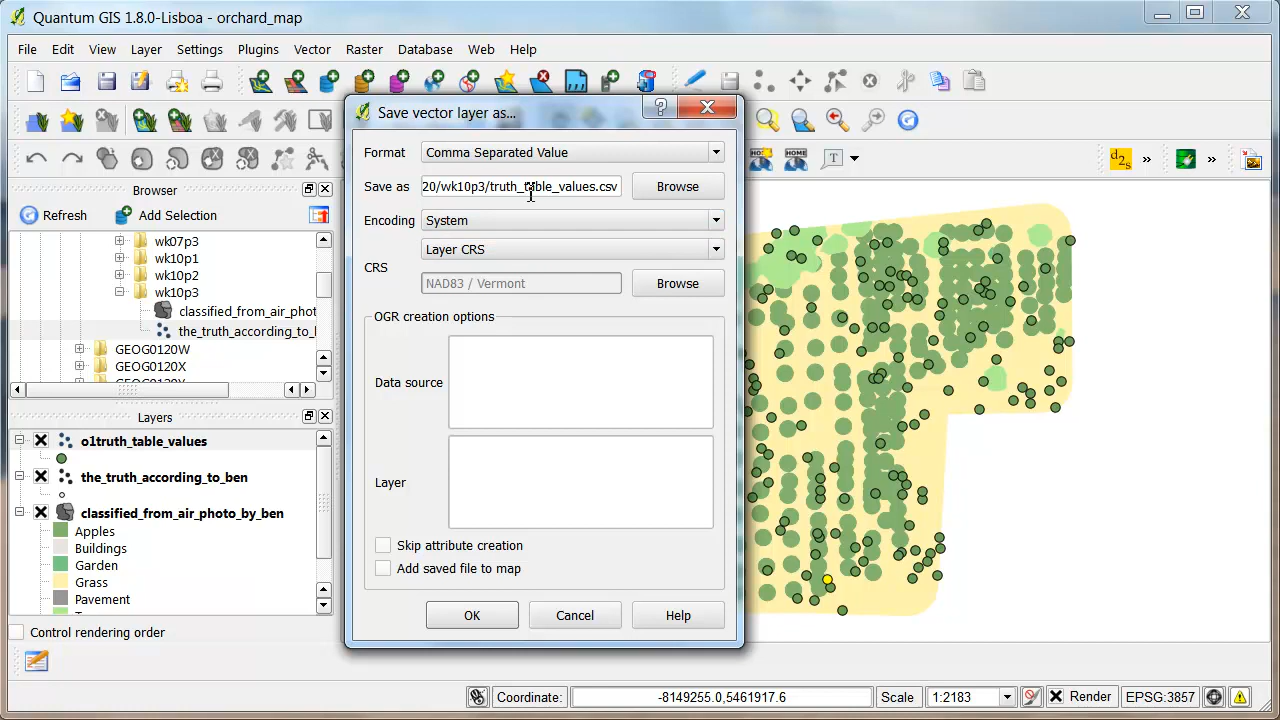 Quantum GIS 1.8.0-Lisboa - orchard_map
File Edit View Layer Settings Plugins Vector Raster Database Web Help
Save vector layer as...
Format Comma Separated Value
Save as 20/wk10p3/truth_table_values.csv Browse
Encoding System
Layer CRS
CRS
NAD83 / Vermont Browse
OGR creation options
Data source
Layer
Skip attribute creation
Add saved file to map
OK Cancel Help
HOME HOME T d2s
Browser
Refresh Add Selection
wk07p3
wk10p1
wk10p2
wk10p3
classified_from_air_phot
the_truth_according_to_
GEOG0120W
GEOG0120X
Layers
o1truth_table_values
the_truth_according_to_ben
classified_from_air_photo_by_ben
Apples
Buildings
Garden
Grass
Pavement
Control rendering order
Coordinate: -8149255.0,5461917.6 Scale 1:2183 Render EPSG:3857